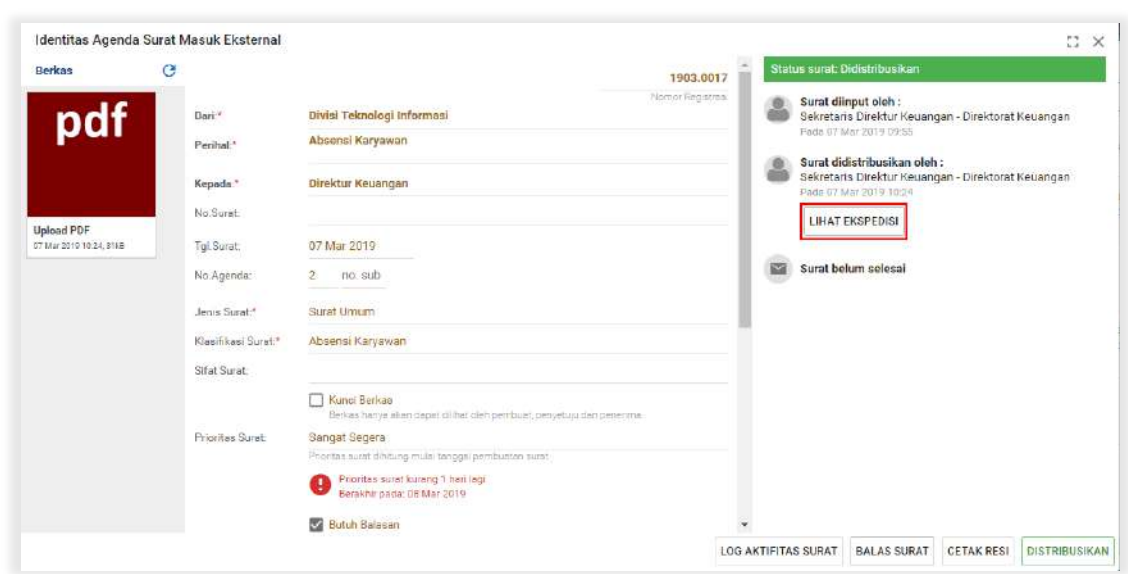 Identitas Agenda Surat Masuk Eksternal
Berkas
pdf
Upload PDF
07 Mar 2019 10:24, 81kB
1903.0017
Nomor Registrasi
Dari:* Divisi Teknologi Informasi
Perihal:* Absensi Karyawan
Kepada:* Direktur Keuangan
No.Surat:
Tgl.Surat: 07 Mar 2019
No.Agenda: 2 no. sub
Jenis Surat:* Surat Umum
Klasifikasi Surat:* Absensi Karyawan
Sifat Surat:
Kunci Berkas
Berkas hanya akan dapat dilihat oleh pembuat, penyetuju dan penerima.
Prioritas Surat: Sangat Segera
Prioritas surat dihitung mulai tanggal pembuatan surat
Prioritas surat kurang 1 hari lagi
Berakhir pada: 08 Mar 2019
Butuh Balasan
Status surat: Didistribusikan
Surat diinput oleh :
Sekretaris Direktur Keuangan - Direktorat Keuangan
Pada 07 Mar 2019 09:55
Surat didistribusikan oleh :
Sekretaris Direktur Keuangan - Direktorat Keuangan
Pada 07 Mar 2019 10:24
LIHAT EKSPEDISI
Surat belum selesai
LOG AKTIFITAS SURAT BALAS SURAT CETAK RESI DISTRIBUSIKAN